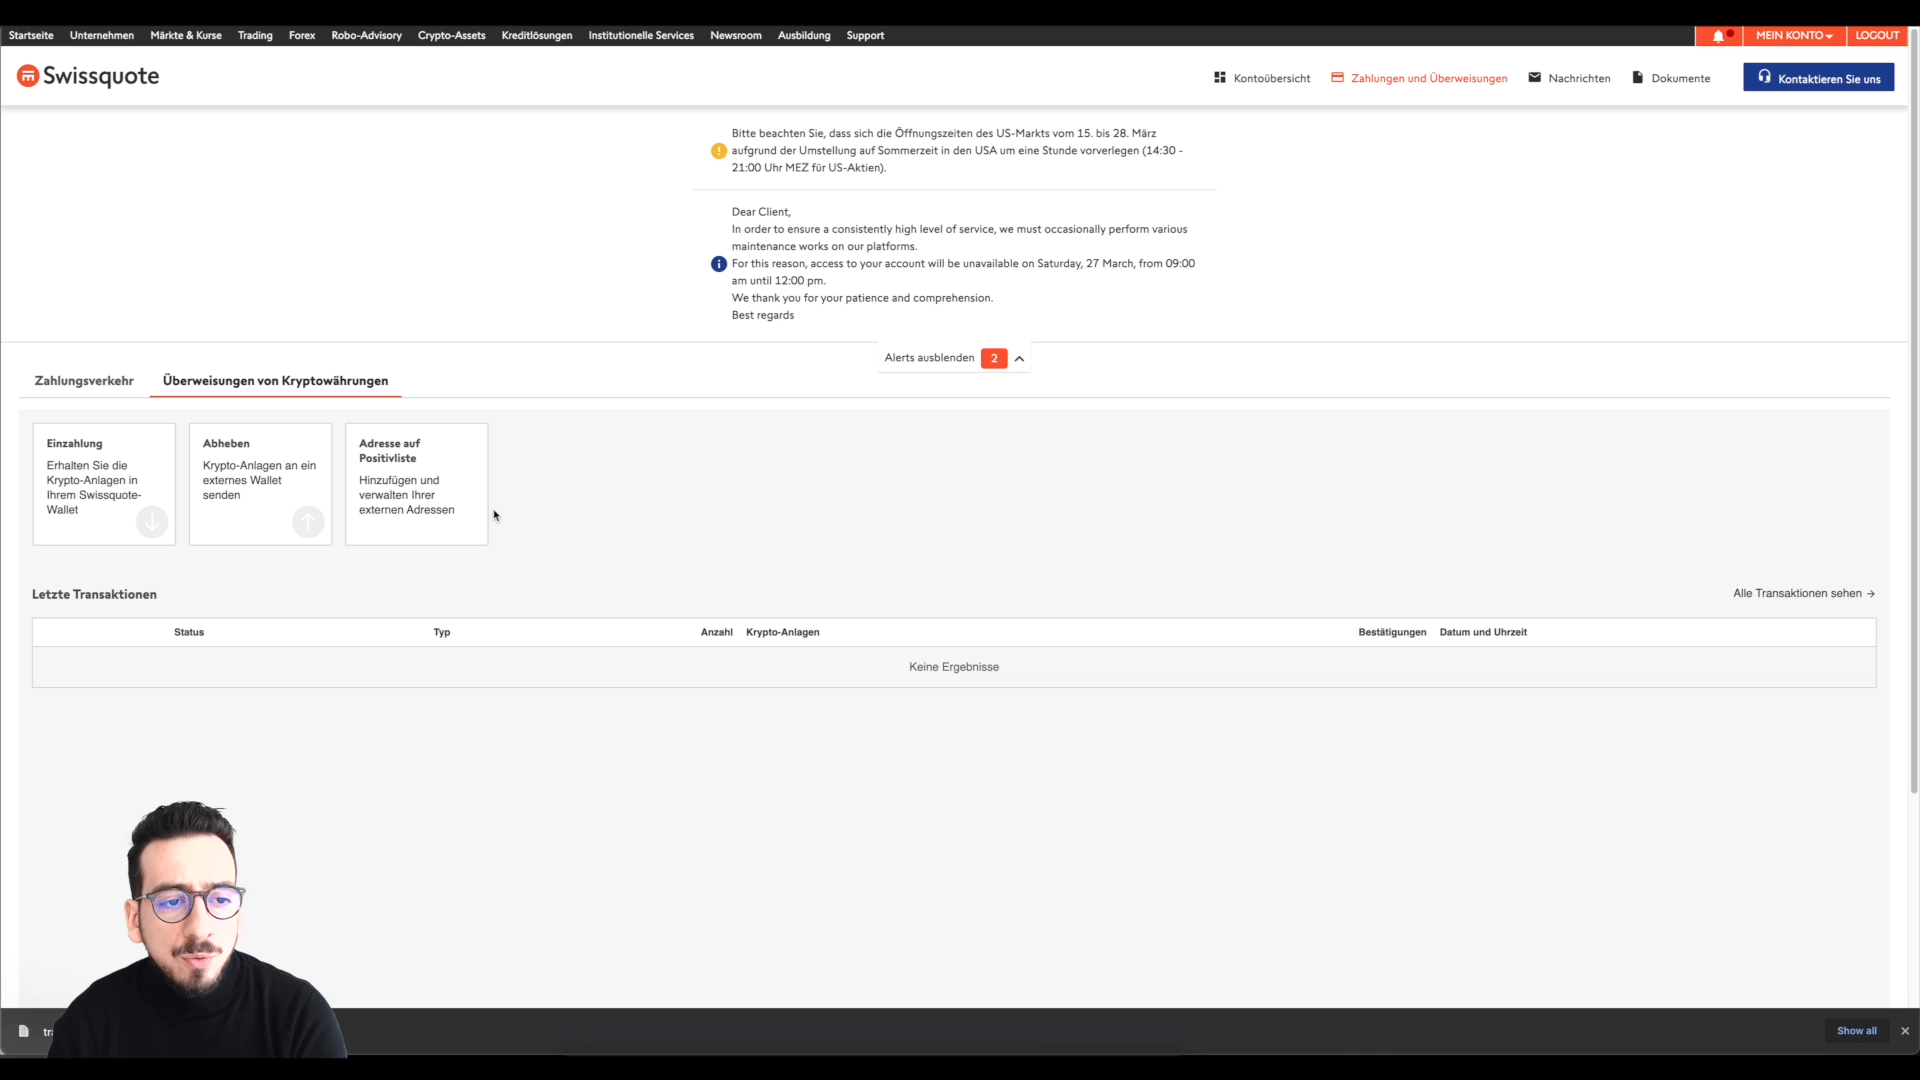 Startseite Unternehmen Märkte & Kurse Trading Forex Robo-Advisory Crypto-Assets Kreditlösungen Institutionelle Services Newsroom Ausbildung Support MEIN KONTO LOGOUT
Swissquote Kontoübersicht Zahlungen und Überweisungen Nachrichten Dokumente Kontaktieren Sie uns
Bitte beachten Sie, dass sich die Öffnungszeiten des US-Markts vom 15. bis 28. März
aufgrund der Umstellung auf Sommerzeit in den USA um eine Stunde vorverlegen (14:30 -
21:00 Uhr MEZ für US-Aktien).
Dear Client,
In order to ensure a consistently high level of service, we must occasionally perform various
maintenance works on our platforms.
For this reason, access to your account will be unavailable on Saturday, 27 March, from 09:00
am until 12:00 pm.
We thank you for your patience and comprehension.
Best regards
Alerts ausblenden 2
Zahlungsverkehr Überweisungen von Kryptowährungen
Einzahlung
Erhalten Sie die
Krypto-Anlagen in
Ihrem Swissquote-
Wallet
Abheben
Krypto-Anlagen an ein
externes Wallet
senden
Adresse auf
Positivliste
Hinzufügen und
verwalten Ihrer
externen Adressen
Letzte Transaktionen Alle Transaktionen sehen →
Status Typ Anzahl Krypto-Anlagen Bestätigungen Datum und Uhrzeit
Keine Ergebnisse
Show all